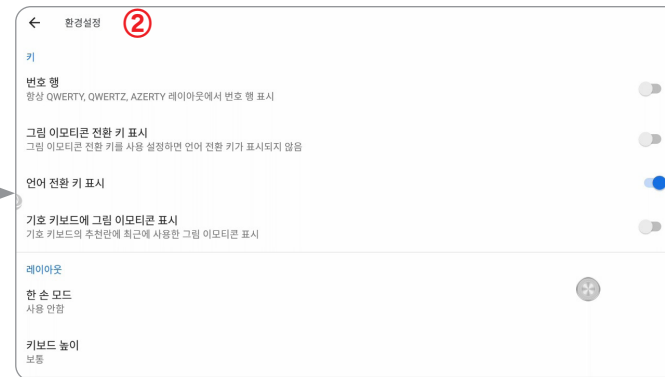 환경설정 ②
키
번호 행
항상 QWERTY, QWERTZ, AZERTY 레이아웃에서 번호 행 표시
그림 이모티콘 전환 키 표시
그림 이모티콘 전환 키를 사용 설정하면 언어 전환 키가 표시되지 않음
언어 전환 키 표시
기호 키보드에 그림 이모티콘 표시
기호 키보드의 추천란에 최근에 사용한 그림 이모티콘 표시
레이아웃
한 손 모드
사용 안함
키보드 높이
보통